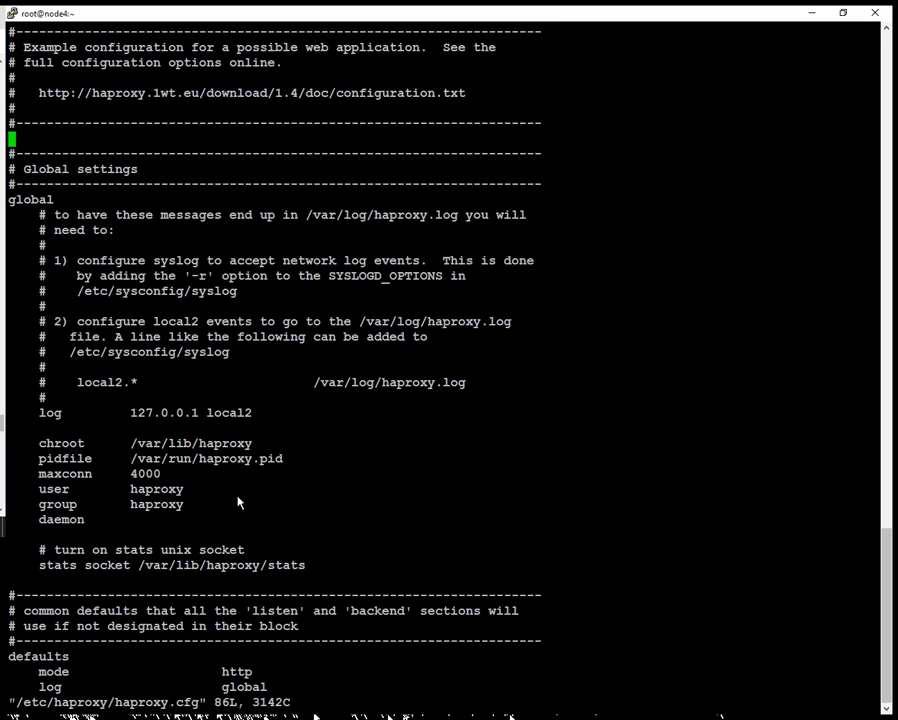 root@node4:~
#---------------------------------------------------------------------
# Example configuration for a possible web application.  See the
# full configuration options online.
#
#   http://haproxy.1wt.eu/download/1.4/doc/configuration.txt
#
#---------------------------------------------------------------------
#---------------------------------------------------------------------
# Global settings
#---------------------------------------------------------------------
global
    # to have these messages end up in /var/log/haproxy.log you will
    # need to:
    #
    # 1) configure syslog to accept network log events.  This is done
    #    by adding the '-r' option to the SYSLOGD_OPTIONS in
    #    /etc/sysconfig/syslog
    #
    # 2) configure local2 events to go to the /var/log/haproxy.log
    #   file. A line like the following can be added to
    #   /etc/sysconfig/syslog
    #
    #    local2.*                       /var/log/haproxy.log
    #
    log         127.0.0.1 local2
    chroot      /var/lib/haproxy
    pidfile     /var/run/haproxy.pid
    maxconn     4000
    user        haproxy
    group       haproxy
    daemon
    # turn on stats unix socket
    stats socket /var/lib/haproxy/stats
#---------------------------------------------------------------------
# common defaults that all the 'listen' and 'backend' sections will
# use if not designated in their block
#---------------------------------------------------------------------
defaults
    mode                    http
    log                     global
"/etc/haproxy/haproxy.cfg" 86L, 3142C